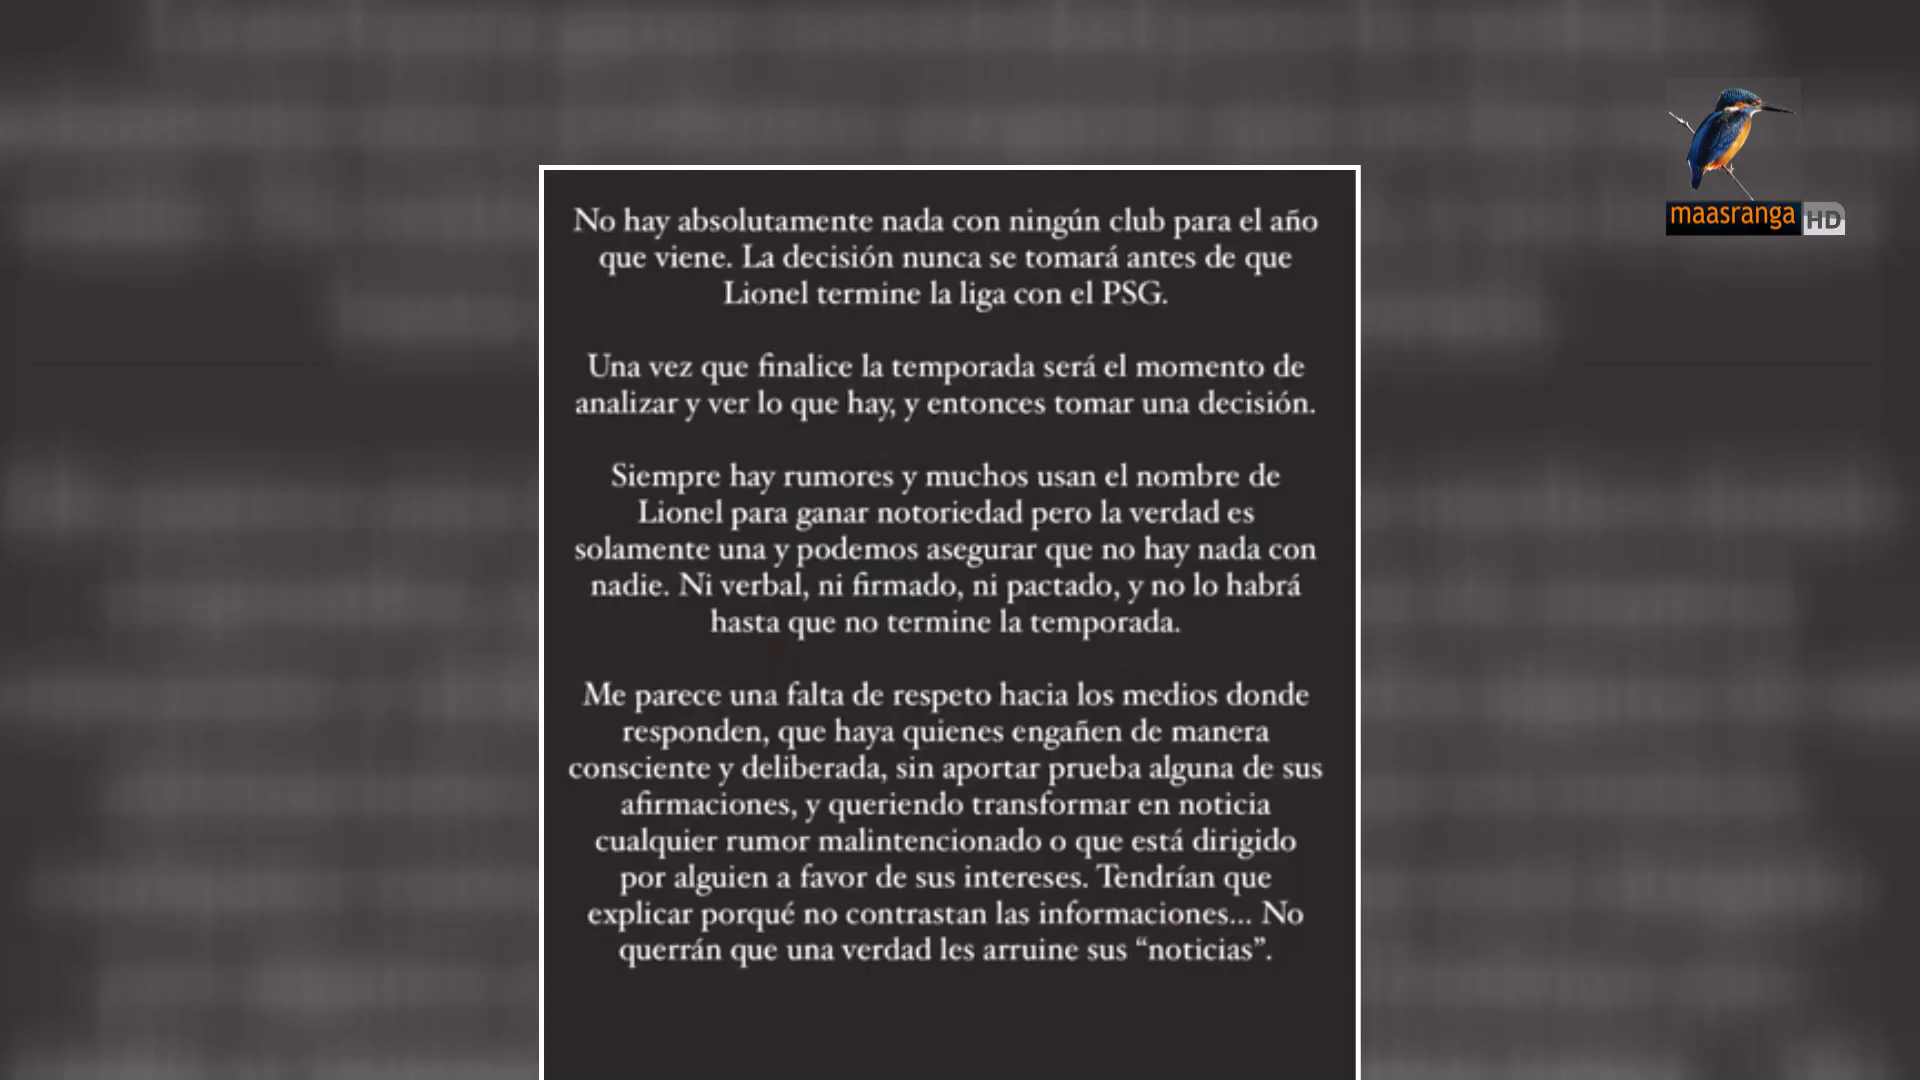 No hay absolutamente nada con ningún club para el año
que viene. La decisión nunca se tomará antes de que
Lionel termine la liga con el PSG.
Una vez que finalice la temporada será el momento de
analizar y ver lo que hay, y entonces tomar una decisión.
Siempre hay rumores y muchos usan el nombre de
Lionel para ganar notoriedad pero la verdad es
solamente una y podemos asegurar que no hay nada con
nadie. Ni verbal, ni firmado, ni pactado, y no lo habrá
hasta que no termine la temporada.
Me parece una falta de respeto hacia los medios donde
responden, que haya quienes engañen de manera
consciente y deliberada, sin aportar prueba alguna de sus
afirmaciones, y queriendo transformar en noticia
cualquier rumor malintencionado o que está dirigido
por alguien a favor de sus intereses. Tendrían que
explicar porqué no contrastan las informaciones... No
querrán que una verdad les arruine sus “noticias”.
maasranga HD